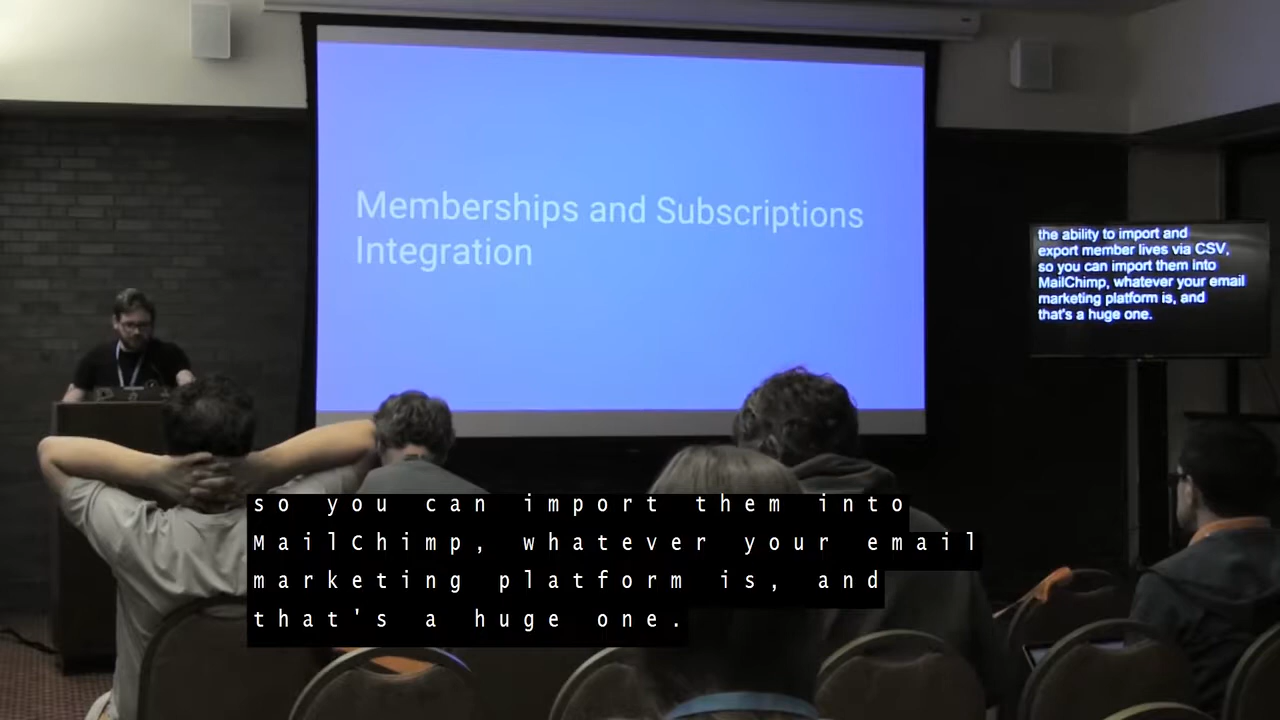 Memberships and Subscriptions
Integration
the ability to import and
export member lives via CSV,
so you can import them into
MailChimp, whatever your email
marketing platform is, and
that's a huge one.
so you can import them into
MailChimp, whatever your email
marketing platform is, and
that's a huge one.